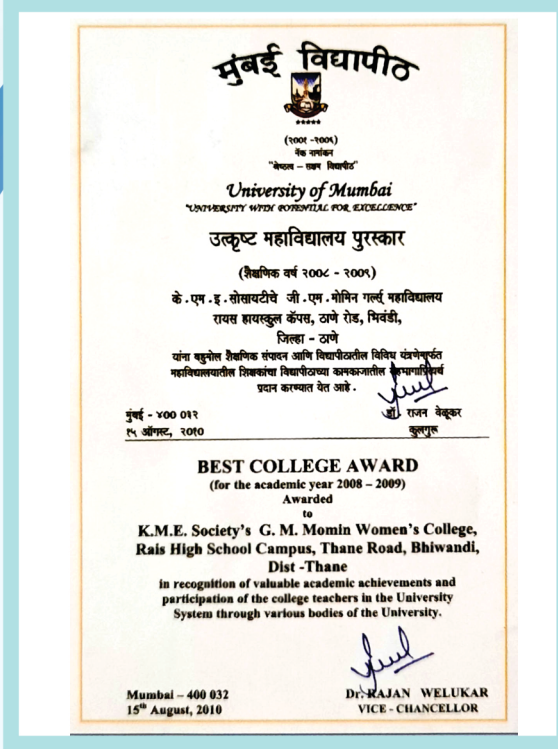 मुंबई विद्यापीठ
(२००१ -२००६)
नॅक नामांकन
"श्रेष्ठत्व – सक्षम विद्यापीठ"
University of Mumbai
"UNIVERSITY WITH POTENTIAL FOR EXCELLENCE"
उत्कृष्ट महाविद्यालय पुरस्कार
(शैक्षणिक वर्ष २००८ - २००९)
के .एम .इ .सोसायटीचे जी .एम .मोमिन गर्ल्स् महाविद्यालय
रायस हायस्कुल कॅपस, ठाणे रोड, भिवंडी,
जिल्हा - ठाणे
यांना बहुमोल शैक्षणिक संपादन आणि विद्यापीठातील विविध यंत्रणेमार्फत
महाविद्यालयातील शिक्षकांचा विद्यापीठाच्या कामकाजातील
प्रदान करण्यात येत आहे .
मुंबई - ४०० ०३२
डॉ. राजन वेळूकर
१५ ऑगस्ट, २०१०
कुलगुरू
BEST COLLEGE AWARD
(for the academic year 2008 – 2009)
Awarded
to
K.M.E. Society's G. M. Momin Women's College,
Rais High School Campus, Thane Road, Bhiwandi,
Dist -Thane
in recognition of valuable academic achievements and
participation of the college teachers in the University
System through various bodies of the University.
Mumbai – 400 032
Dr. RAJAN WELUKAR
15th August, 2010
VICE - CHANCELLOR